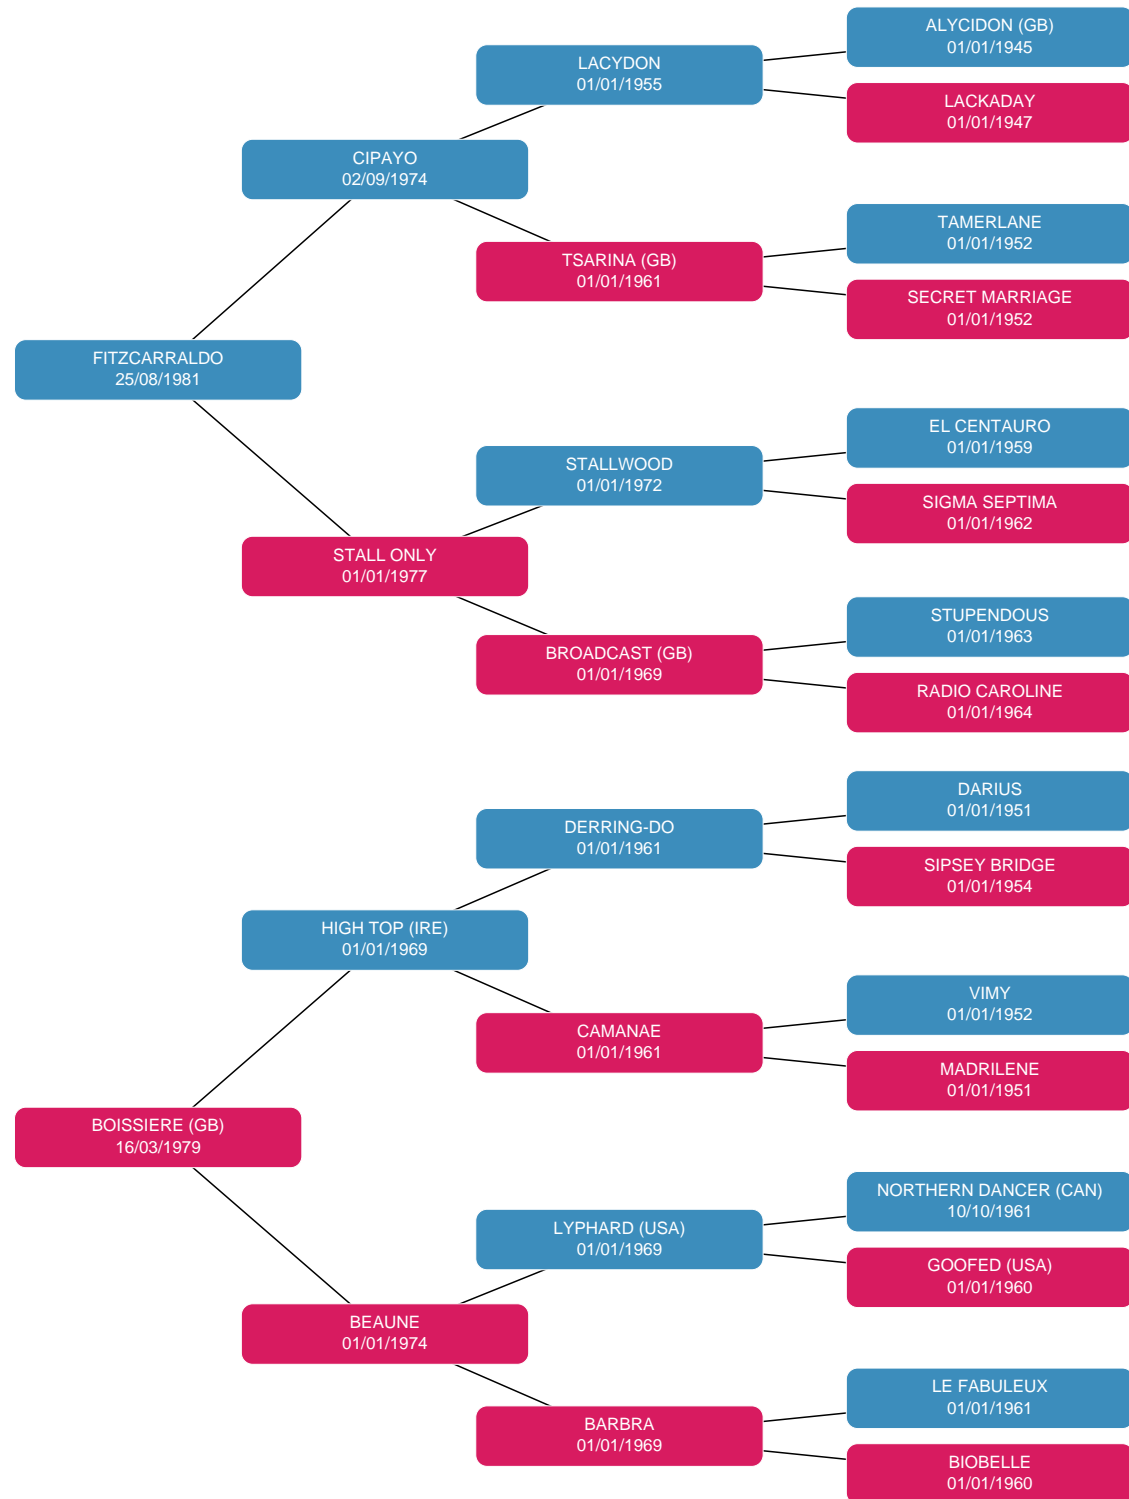 ALYCIDON (GB)
01/01/1945
LACYDON
01/01/1955
LACKADAY
01/01/1947
CIPAYO
02/09/1974
TAMERLANE
01/01/1952
TSARINA (GB)
01/01/1961
SECRET MARRIAGE
01/01/1952
FITZCARRALDO
25/08/1981
EL CENTAURO
01/01/1959
STALLWOOD
01/01/1972
SIGMA SEPTIMA
01/01/1962
STALL ONLY
01/01/1977
STUPENDOUS
01/01/1963
BROADCAST (GB)
01/01/1969
RADIO CAROLINE
01/01/1964
DARIUS
01/01/1951
DERRING-DO
01/01/1961
SIPSEY BRIDGE
01/01/1954
HIGH TOP (IRE)
01/01/1969
VIMY
01/01/1952
CAMANAE
01/01/1961
MADRILENE
01/01/1951
BOISSIERE (GB)
16/03/1979
NORTHERN DANCER (CAN)
10/10/1961
LYPHARD (USA)
01/01/1969
GOOFED (USA)
01/01/1960
BEAUNE
01/01/1974
LE FABULEUX
01/01/1961
BARBRA
01/01/1969
BIOBELLE
01/01/1960